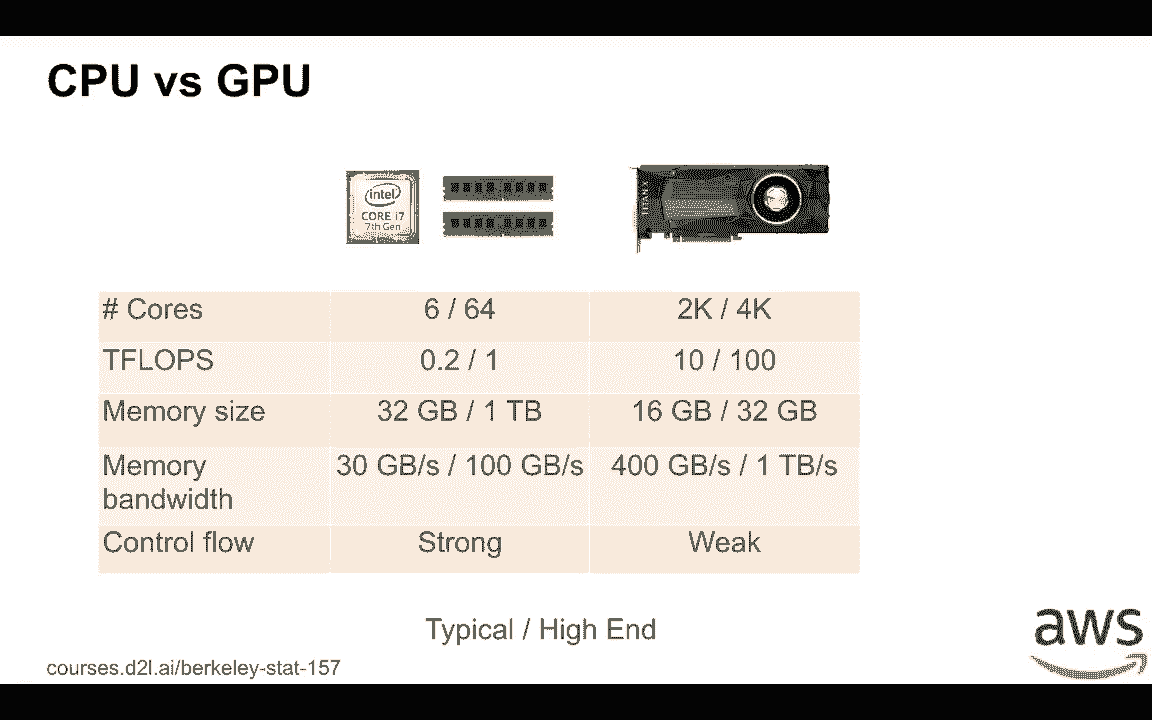 CPU vs GPU
intel
CORE i7
7th Gen
TITAN X
# Cores 6 / 64 2K / 4K
TFLOPS 0.2 / 1 10 / 100
Memory size 32 GB / 1 TB 16 GB / 32 GB
Memory 30 GB/s / 100 GB/s 400 GB/s / 1 TB/s
bandwidth
Control flow Strong Weak
Typical / High End
aws
courses.d2l.ai/berkeley-stat-157